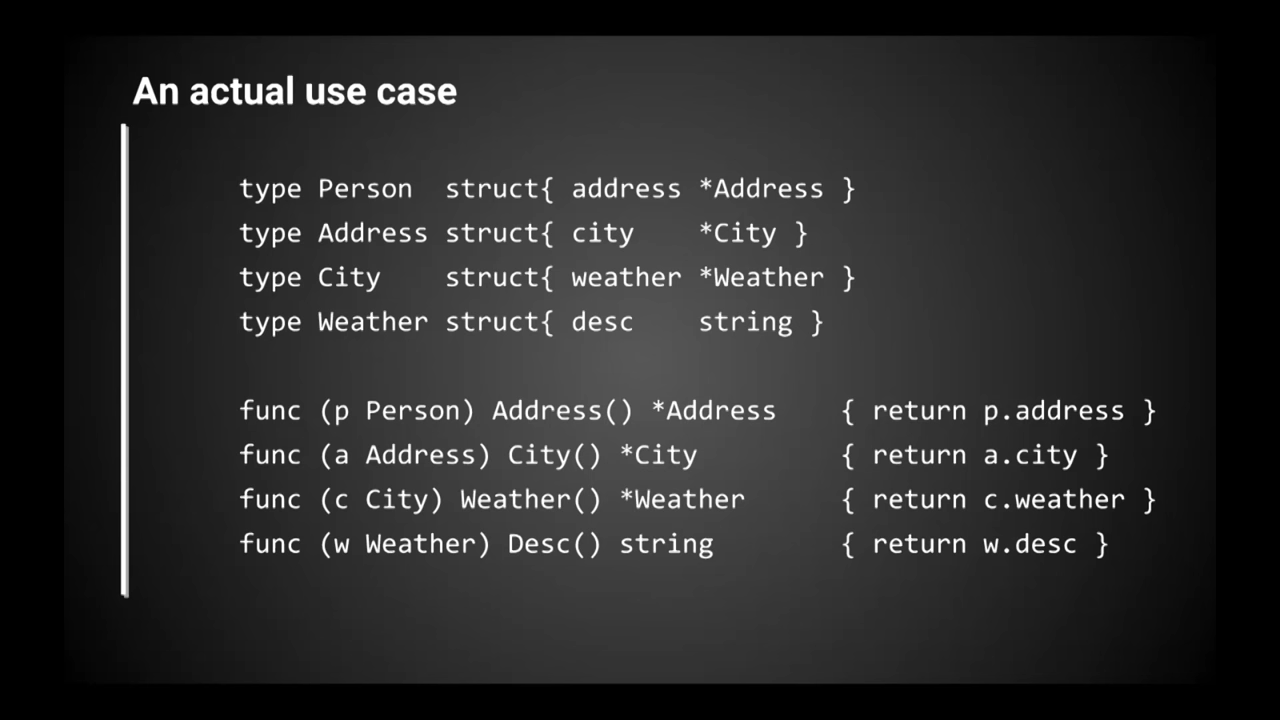 An actual use case
type Person  struct{ address *Address }
type Address struct{ city    *City }
type City    struct{ weather *Weather }
type Weather struct{ desc    string }
func (p Person) Address() *Address    { return p.address }
func (a Address) City() *City         { return a.city }
func (c City) Weather() *Weather      { return c.weather }
func (w Weather) Desc() string        { return w.desc }